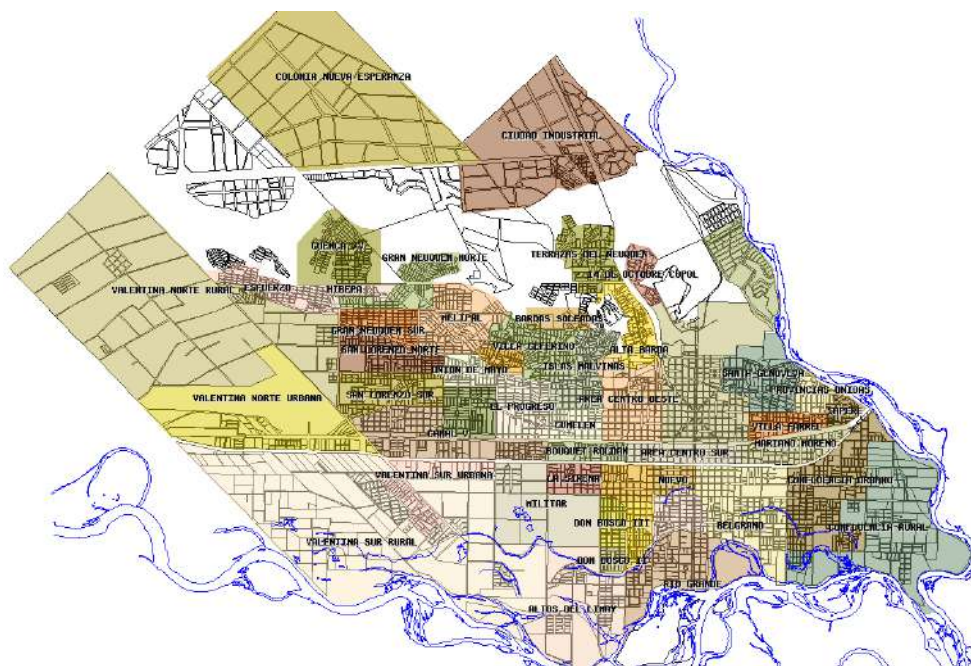 COLONIA NUEVA ESPERANZA
CIUDAD INDUSTRIAL
CUENCA XV
GRAN NEUQUEN NORTE
TERRAZAS DEL NEUQUEN
14 DE OCTUBRE COPOL
VALENTINA NORTE RURAL
ESFUERZO
HIBEPA
MELIPAL
BARDAS SOLEADAS
GRAN NEUQUEN SUR
SAN LORENZO NORTE
VILLA CEFERINO
ALTA BARDA
UNION DE MAYO
ISLAS MALVINAS
SANTA GENOVEVA
PROVINCIAS UNIDAS
VALENTINA NORTE URBANA
SAN LORENZO SUR
AREA CENTRO OESTE
EL PROGRESO
SAPERE
CUMELEN
VILLA FARREL
GAMALV
MARIANO MORENO
BOUQUET ROLDAN
AREA CENTRO SUR
VALENTINA SUR URBANA
LA SIRENA
NUEVO
CONFLUENCIA URBANO
MILITAR
DON BOSCO III
BELGRANO
CONFLUENCIA RURAL
VALENTINA SUR RURAL
DON BOSCO II
RIO GRANDE
ALTOS DEL LIMAY